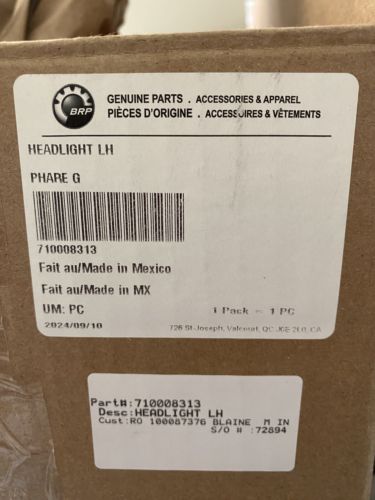 BRP
GENUINE PARTS . ACCESSORIES & APPAREL
PIÈCES D'ORIGINE . ACCESSOIRES & VÊTEMENTS
HEADLIGHT LH
PHARE G
710008313
Fait au/Made in Mexico
Fait au/Made in MX
UM: PC
1 Pack = 1 PC
2024/09/10
726 St-Joseph, Valcourt, QC J0E 2L0, CA
Part#:710008313
Desc:HEADLIGHT LH
Cust:RO 100087376 BLAINE M IN
S/O # :72894